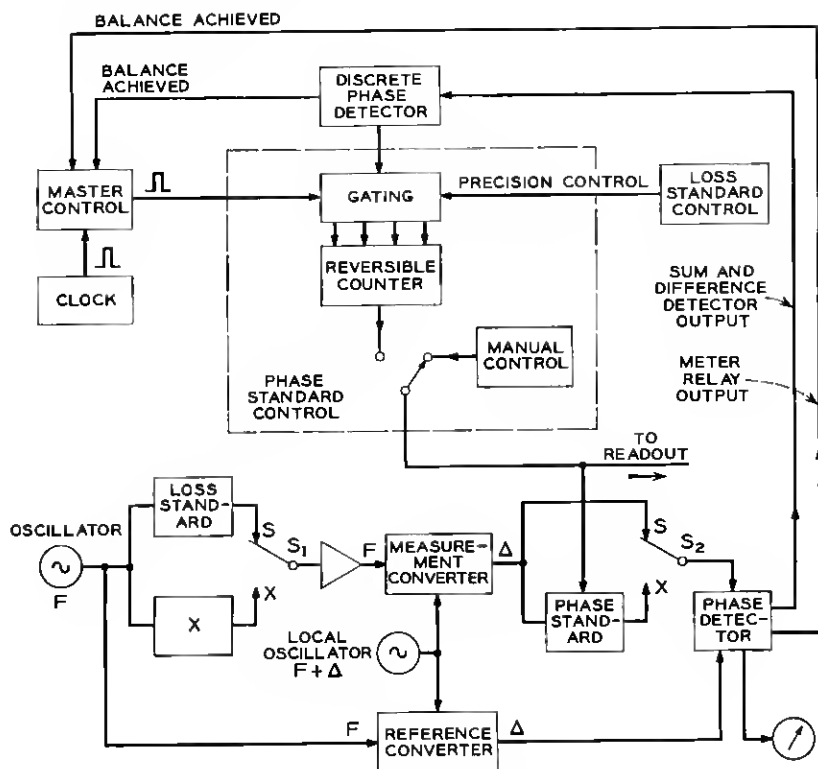 BALANCE ACHIEVED
BALANCE
ACHIEVED
DISCRETE
PHASE
DETECTOR
MASTER
CONTROL
GATING
PRECISION CONTROL
LOSS
STANDARD
CONTROL
CLOCK
REVERSIBLE
COUNTER
SUM AND
DIFFERENCE
DETECTOR
OUTPUT
MANUAL
CONTROL
PHASE
STANDARD
CONTROL
METER
RELAY
OUTPUT
TO
READOUT
LOSS
STAND-
ARD
OSCILLATOR
F
S
S1
X
X
F
MEASURE-
MENT
CONVERTER
Δ
S
S2
X
PHASE
STAND-
ARD
PHASE
DETEC-
TOR
LOCAL
OSCILLATOR
F + Δ
F
REFERENCE
CONVERTER
Δ